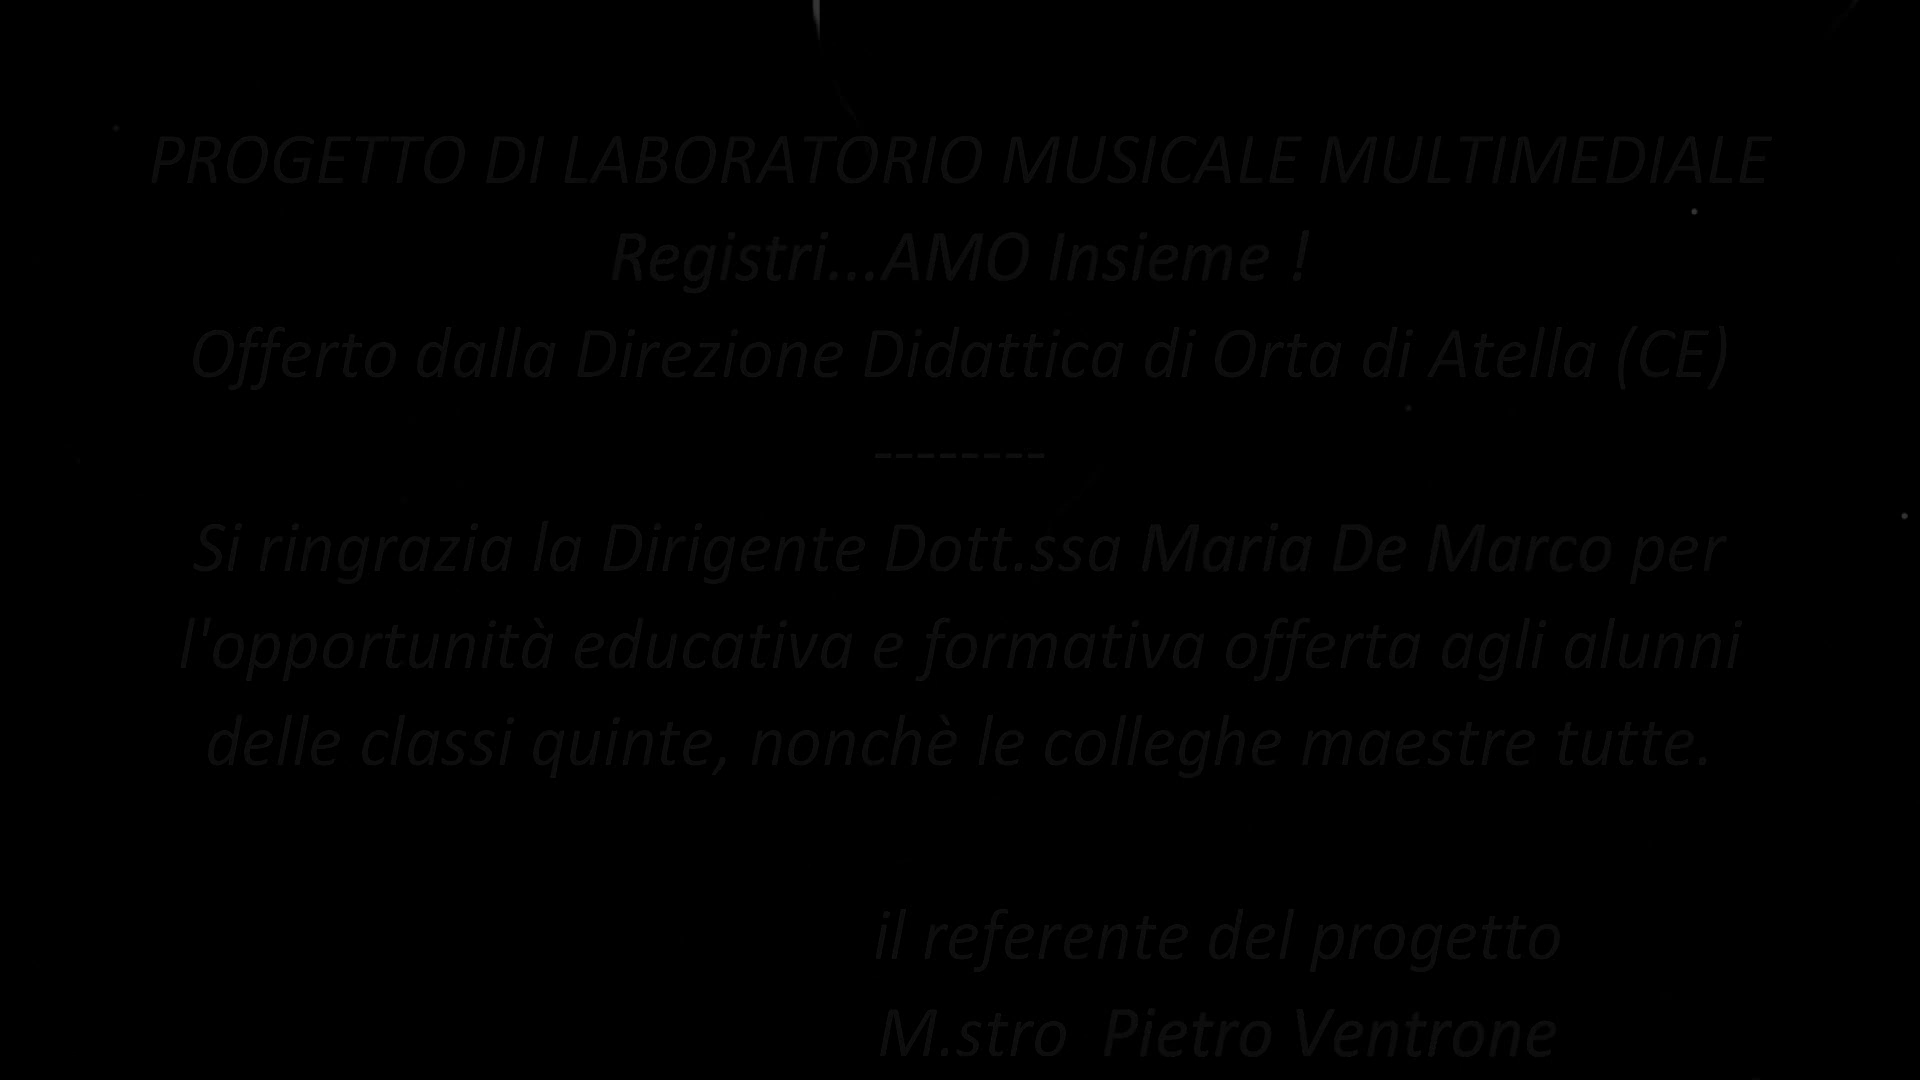 PROGETTO DI LABORATORIO MUSICALE MULTIMEDIALE
Registri...AMO Insieme !
Offerto dalla Direzione Didattica di Orta di Atella (CE)
--------
Si ringrazia la Dirigente Dott.ssa Maria De Marco per
l'opportunità educativa e formativa offerta agli alunni
delle classi quinte, nonchè le colleghe maestre tutte.
il referente del progetto
M.stro  Pietro Ventrone